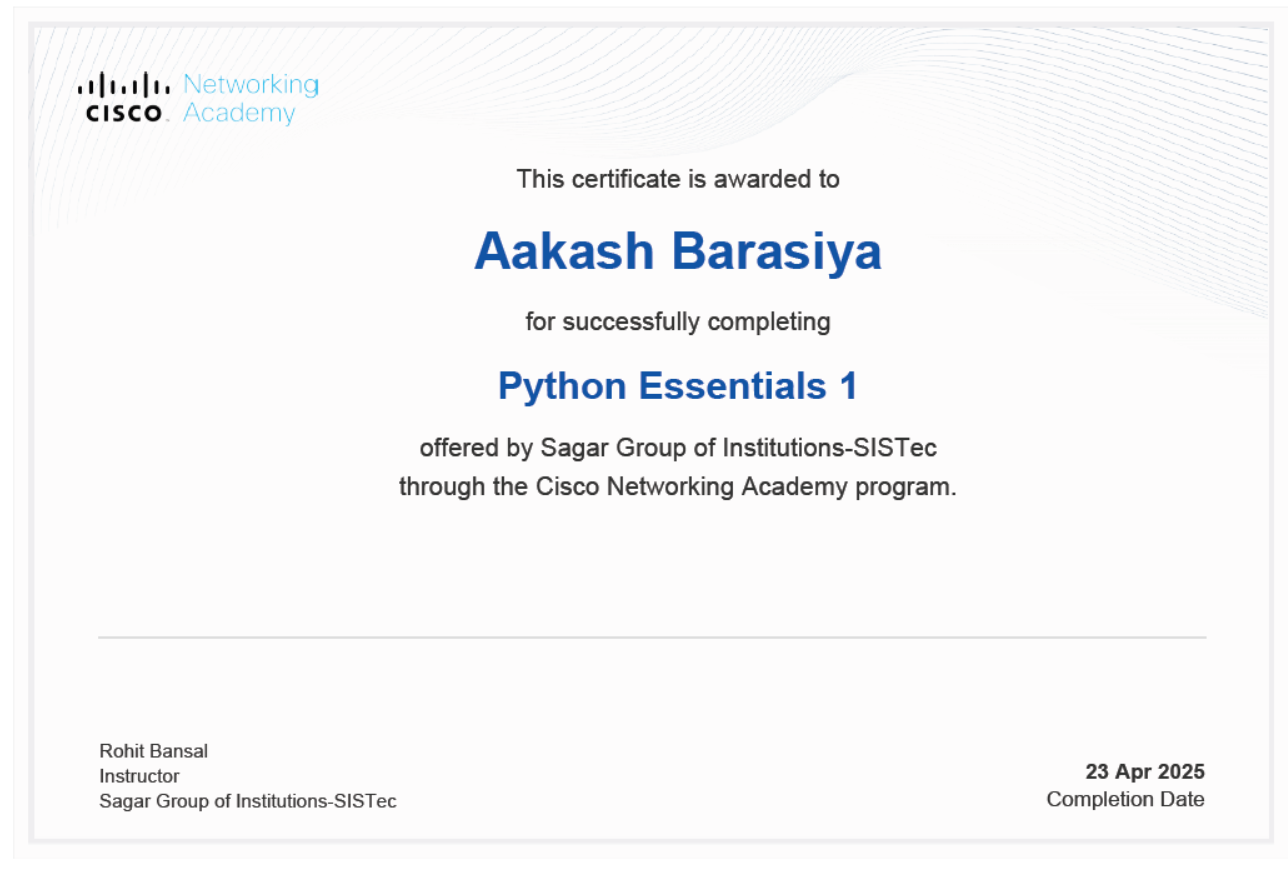 Networking
CISCO. Academy
This certificate is awarded to
Aakash Barasiya
for successfully completing
Python Essentials 1
offered by Sagar Group of Institutions-SISTec
through the Cisco Networking Academy program.
Rohit Bansal
Instructor
Sagar Group of Institutions-SISTec
23 Apr 2025
Completion Date